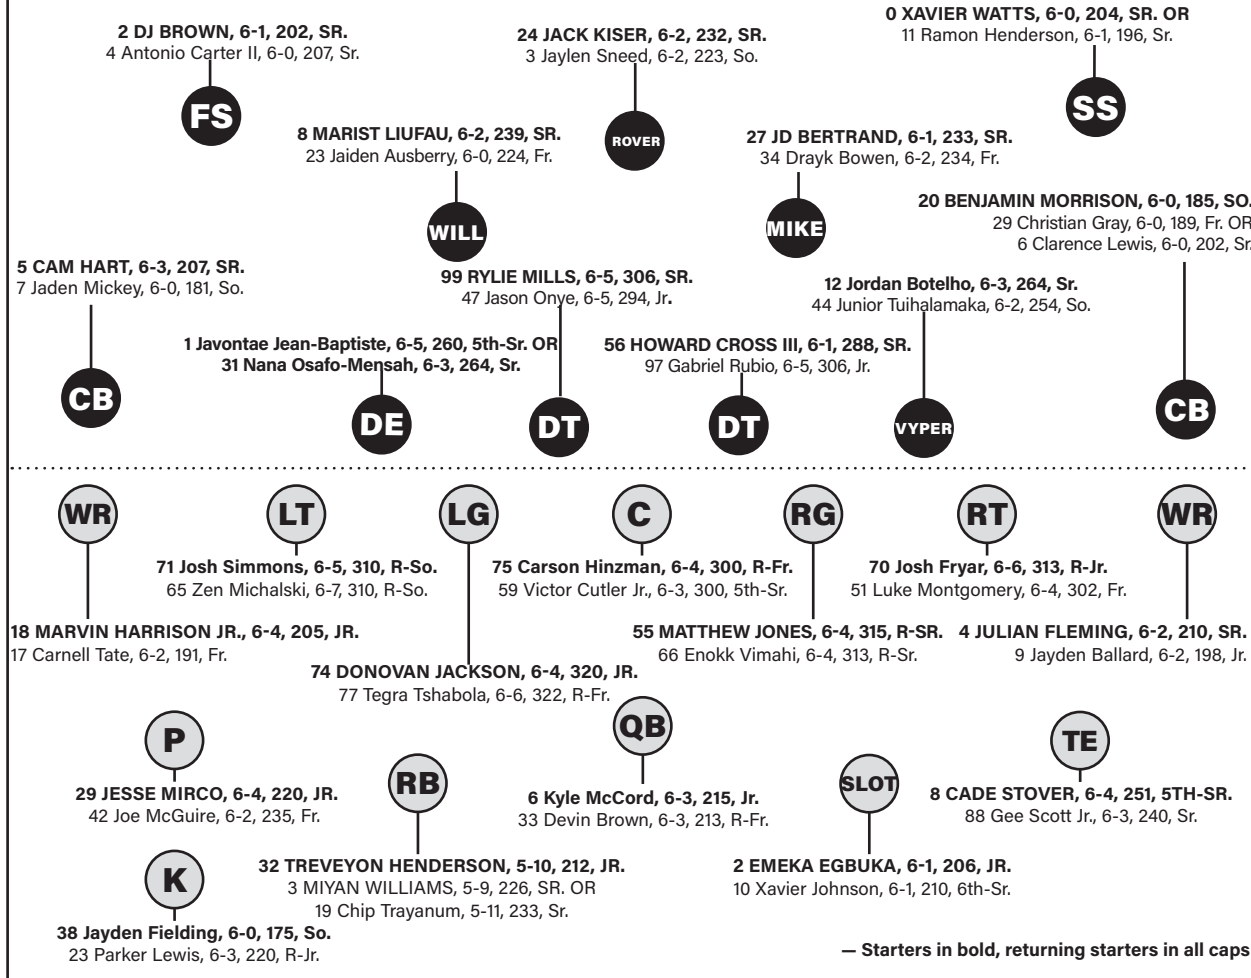 2 DJ BROWN, 6-1, 202, SR.
4 Antonio Carter II, 6-0, 207, Sr.
FS
24 JACK KISER, 6-2, 232, SR.
3 Jaylen Sneed, 6-2, 223, So.
ROVER
0 XAVIER WATTS, 6-0, 204, SR. OR
11 Ramon Henderson, 6-1, 196, Sr.
SS
8 MARIST LIUFAU, 6-2, 239, SR.
23 Jaiden Ausberry, 6-0, 224, Fr.
WILL
27 JD BERTRAND, 6-1, 233, SR.
34 Drayk Bowen, 6-2, 234, Fr.
MIKE
20 BENJAMIN MORRISON, 6-0, 185, SO.
29 Christian Gray, 6-0, 189, Fr. OR
6 Clarence Lewis, 6-0, 202, Sr.
CB
5 CAM HART, 6-3, 207, SR.
7 Jaden Mickey, 6-0, 181, So.
CB
99 RYLIE MILLS, 6-5, 306, SR.
47 Jason Onye, 6-5, 294, Jr.
DT
12 Jordan Botelho, 6-3, 264, Sr.
44 Junior Tuihalamaka, 6-2, 254, So.
VYPER
1 Javontae Jean-Baptiste, 6-5, 260, 5th-Sr. OR
31 Nana Osafo-Mensah, 6-3, 264, Sr.
DE
56 HOWARD CROSS III, 6-1, 288, SR.
97 Gabriel Rubio, 6-5, 306, Jr.
DT
WR
18 MARVIN HARRISON JR., 6-4, 205, JR.
17 Carnell Tate, 6-2, 191, Fr.
LT
71 Josh Simmons, 6-5, 310, R-So.
65 Zen Michalski, 6-7, 310, R-So.
LG
74 DONOVAN JACKSON, 6-4, 320, JR.
77 Tegra Tshabola, 6-6, 322, R-Fr.
C
75 Carson Hinzman, 6-4, 300, R-Fr.
59 Victor Cutler Jr., 6-3, 300, 5th-Sr.
RG
55 MATTHEW JONES, 6-4, 315, R-SR.
66 Enokk Vimahi, 6-4, 313, R-Sr.
RT
70 Josh Fryar, 6-6, 313, R-Jr.
51 Luke Montgomery, 6-4, 302, Fr.
WR
4 JULIAN FLEMING, 6-2, 210, SR.
9 Jayden Ballard, 6-2, 198, Jr.
P
29 JESSE MIRCO, 6-4, 220, JR.
42 Joe McGuire, 6-2, 235, Fr.
RB
32 TREVEYON HENDERSON, 5-10, 212, JR.
3 MIYAN WILLIAMS, 5-9, 226, SR. OR
19 Chip Trayanum, 5-11, 233, Sr.
QB
6 Kyle McCord, 6-3, 215, Jr.
33 Devin Brown, 6-3, 213, R-Fr.
SLOT
2 EMEKA EGBUKA, 6-1, 206, JR.
10 Xavier Johnson, 6-1, 210, 6th-Sr.
TE
8 CADE STOVER, 6-4, 251, 5TH-SR.
88 Gee Scott Jr., 6-3, 240, Sr.
K
38 Jayden Fielding, 6-0, 175, So.
23 Parker Lewis, 6-3, 220, R-Jr.
— Starters in bold, returning starters in all caps